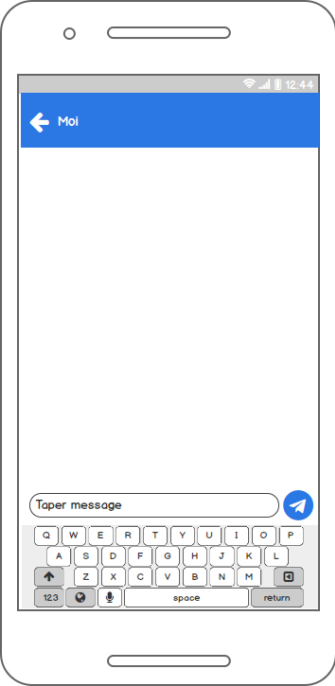 12:44
Moi
Taper message
Q W E R T Y U I O P
A S D F G H J K L
Z X C V B N M
123 space return